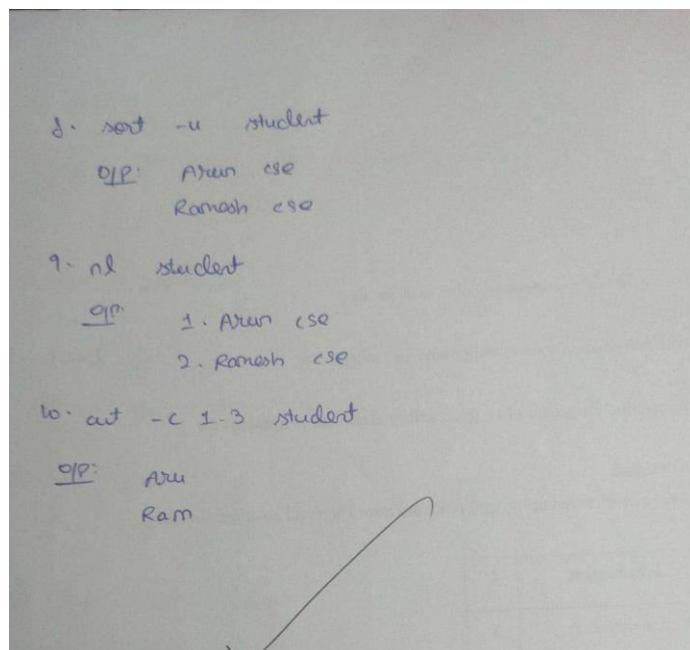 8. sort -u student
O/P: Arun cse
Ramesh cse
9. nl student
O/P. 1. Arun cse
2. Ramesh cse
10. cut -c 1-3 student
O/P: Aru
Ram